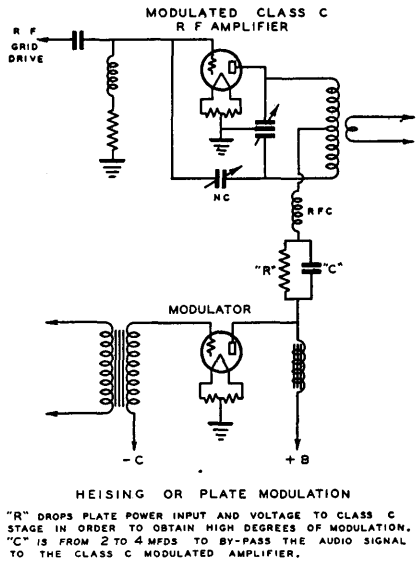 MODULATED CLASS C
R F AMPLIFIER
R F
GRID
DRIVE
NC
RFC
"R"
"C"
MODULATOR
- C
+ B
HEISING OR PLATE MODULATION
"R" DROPS PLATE POWER INPUT AND VOLTAGE TO CLASS C
STAGE IN ORDER TO OBTAIN HIGH DEGREES OF MODULATION.
"C" IS FROM 2 TO 4 MFDS TO BY-PASS THE AUDIO SIGNAL
TO THE CLASS C MODULATED AMPLIFIER.